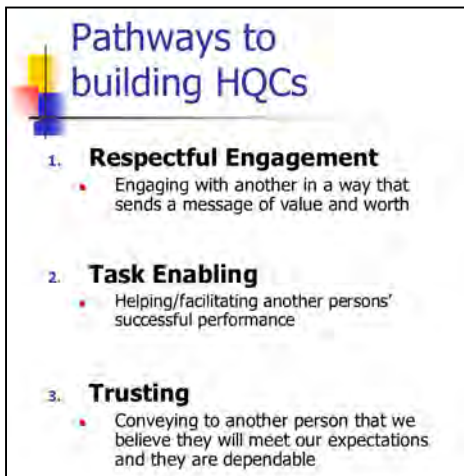 Pathways to
building HQCs
1. Respectful Engagement
▪ Engaging with another in a way that
sends a message of value and worth
2. Task Enabling
▪ Helping/facilitating another persons’
successful performance
3. Trusting
▪ Conveying to another person that we
believe they will meet our expectations
and they are dependable